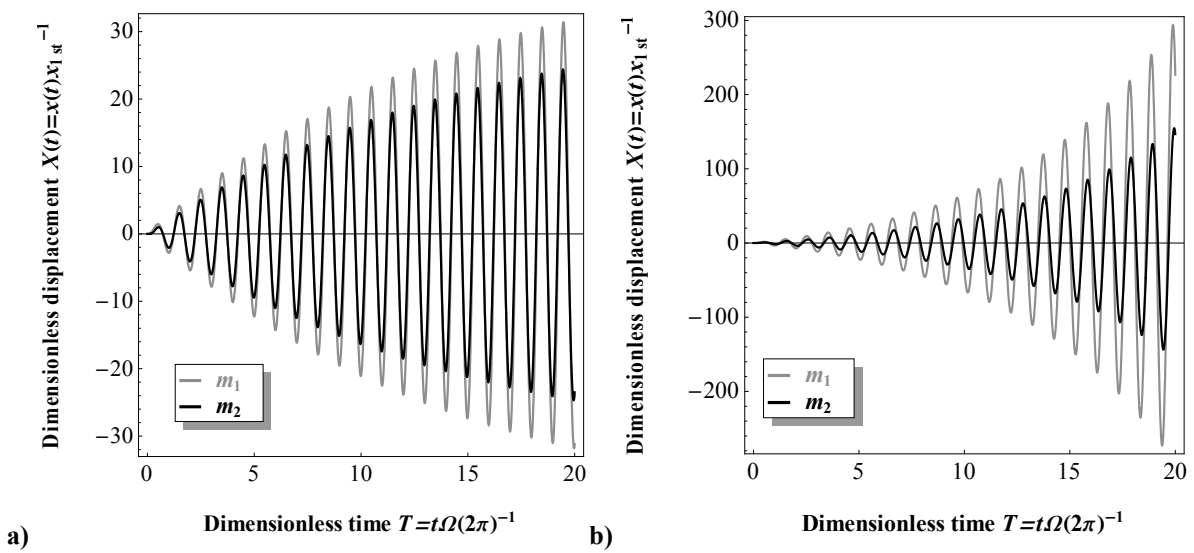 Dimensionless displacement X(t)=x(t)x₁ st⁻¹
30
20
10
0
−10
−20
−30
m₁
m₂
0
5
10
15
20
Dimensionless time T=tΩ(2π)⁻¹
a)
Dimensionless displacement X(t)=x(t)x₁ st⁻¹
300
200
100
0
−100
−200
m₁
m₂
0
5
10
15
20
Dimensionless time T=tΩ(2π)⁻¹
b)